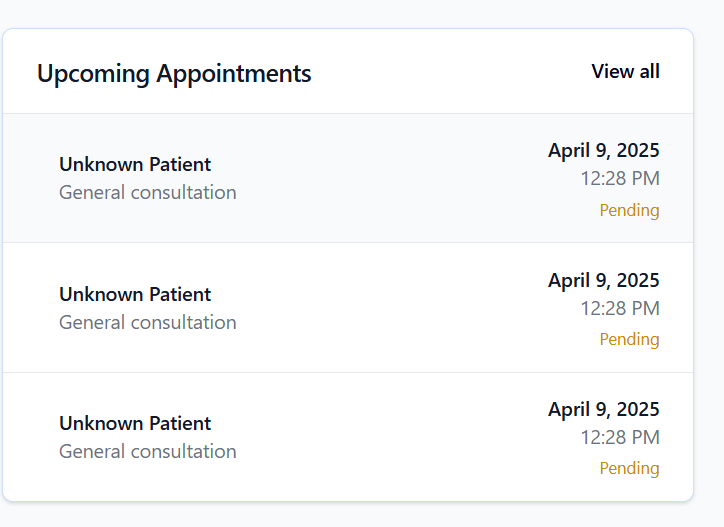 Upcoming Appointments
View all
Unknown Patient
General consultation
April 9, 2025
12:28 PM
Pending
Unknown Patient
General consultation
April 9, 2025
12:28 PM
Pending
Unknown Patient
General consultation
April 9, 2025
12:28 PM
Pending